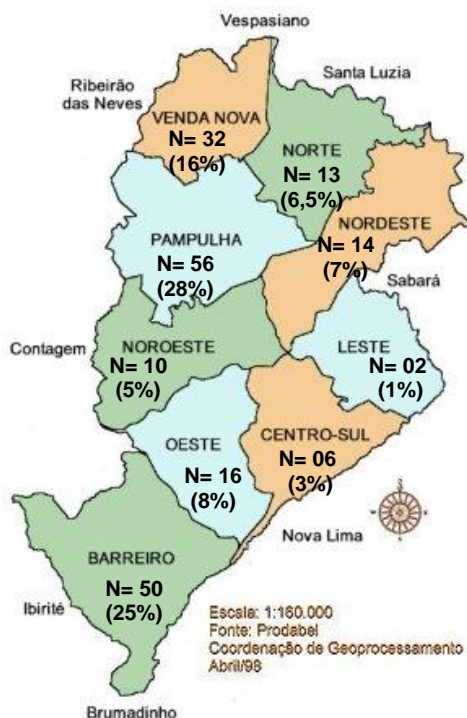 Vespasiano
Ribeirão
das Neves
Santa Luzia
VENDA NOVA
N= 32
(16%)
NORTE
N= 13
(6,5%)
NORDESTE
N= 14
(7%)
PAMPULHA
N= 56
(28%)
Sabará
Contagem
NOROESTE
N= 10
(5%)
LESTE
N= 02
(1%)
OESTE
N= 16
(8%)
CENTRO-SUL
N= 06
(3%)
Nova Lima
BARREIRO
N= 50
(25%)
Ibirité
Escala: 1:160.000
Fonte: Prodabel
Coordenação de Geoprocessamento
Abril/98
Brumadinho